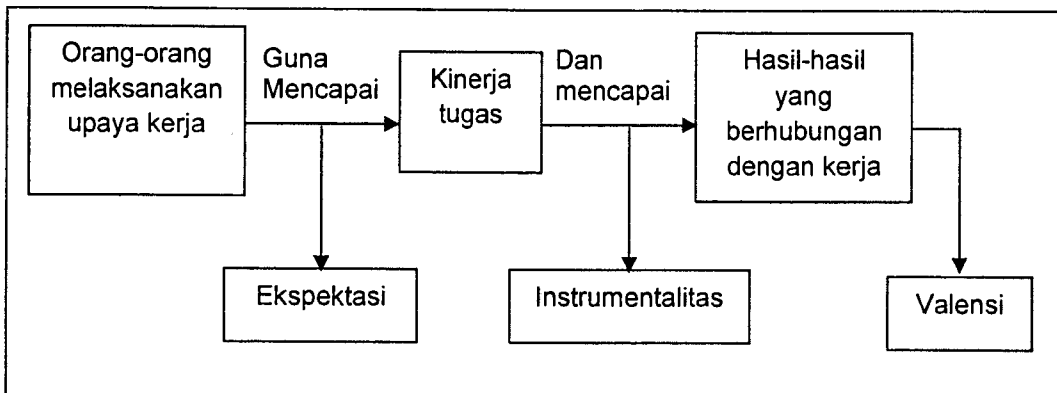 Orang-orang
melaksanakan
upaya kerja
Guna
Mencapai
Kinerja
tugas
Dan
mencapai
Hasil-hasil
yang
berhubungan
dengan kerja
Ekspektasi
Instrumentalitas
Valensi